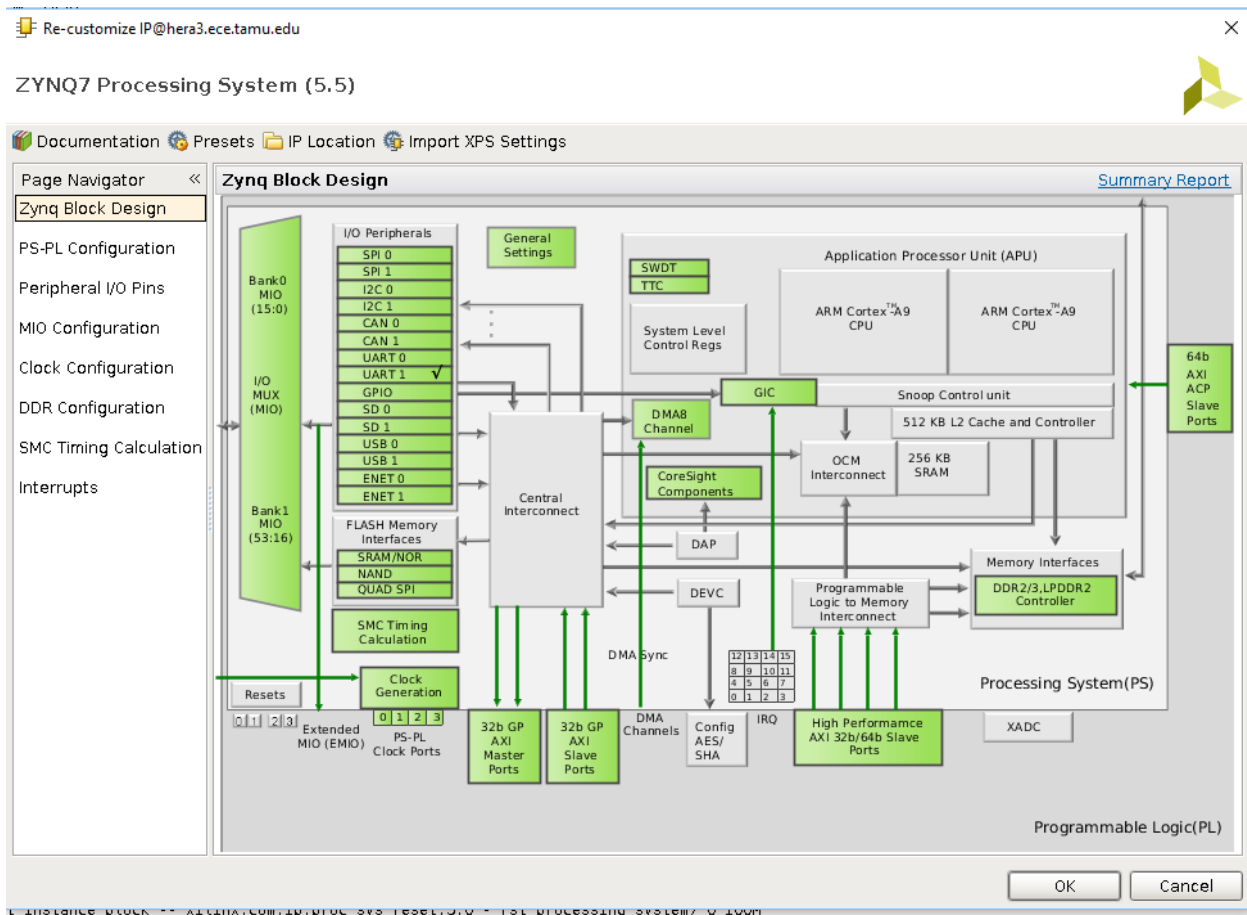 Re-customize IP@hera3.ece.tamu.edu
ZYNQ7 Processing System (5.5)
Documentation Presets IP Location Import XPS Settings
Page Navigator «
Zynq Block Design
PS-PL Configuration
Peripheral I/O Pins
MIO Configuration
Clock Configuration
DDR Configuration
SMC Timing Calculation
Interrupts
Zynq Block Design
Summary Report
Bank0
MIO
(15:0)
I/O
MUX
(MIO)
Bank1
MIO
(53:16)
I/O Peripherals
SPI 0
SPI 1
I2C 0
I2C 1
CAN 0
CAN 1
UART 0
UART 1 √
GPIO
SD 0
SD 1
USB 0
USB 1
ENET 0
ENET 1
FLASH Memory
Interfaces
SRAM/NOR
NAND
QUAD SPI
SMC Timing
Calculation
General
Settings
Application Processor Unit (APU)
SWDT
TTC
System Level
Control Regs
ARM Cortex™-A9
CPU
ARM Cortex™-A9
CPU
GIC
Snoop Control unit
512 KB L2 Cache and Controller
DMA8
Channel
OCM
Interconnect
256 KB
SRAM
CoreSight
Components
Central
Interconnect
DAP
DEVC
Programmable
Logic to Memory
Interconnect
Memory Interfaces
DDR2/3,LPDDR2
Controller
64b
AXI
ACP
Slave
Ports
DMA Sync
12 13 14 15
8 9 10 11
4 5 6 7
0 1 2 3
Processing System(PS)
Resets
0 1 2 3
Clock
Generation
0 1 2 3
Extended
MIO (EMIO)
PS-PL
Clock Ports
32b GP
AXI
Master
Ports
32b GP
AXI
Slave
Ports
DMA
Channels
Config
AES/
SHA
IRQ
High Performamce
AXI 32b/64b Slave
Ports
XADC
Programmable Logic(PL)
OK
Cancel